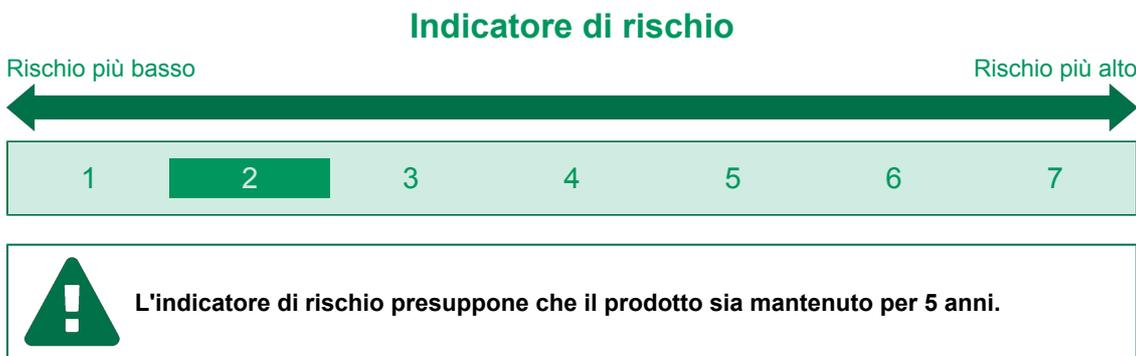 Indicatore di rischio
Rischio più basso Rischio più alto
1 2 3 4 5 6 7
L'indicatore di rischio presuppone che il prodotto sia mantenuto per 5 anni.